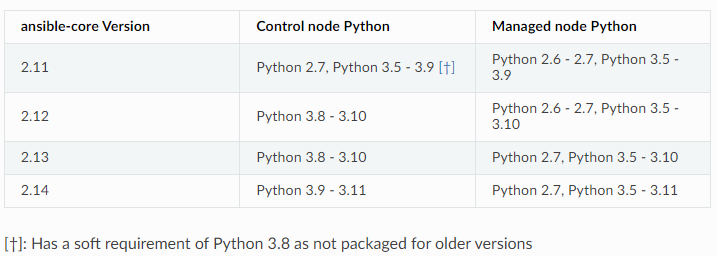 ansible-core Version Control node Python Managed node Python
2.11 Python 2.7, Python 3.5 - 3.9 [†] Python 2.6 - 2.7, Python 3.5 -
3.9
2.12 Python 3.8 - 3.10 Python 2.6 - 2.7, Python 3.5 -
3.10
2.13 Python 3.8 - 3.10 Python 2.7, Python 3.5 - 3.10
2.14 Python 3.9 - 3.11 Python 2.7, Python 3.5 - 3.11
[†]: Has a soft requirement of Python 3.8 as not packaged for older versions